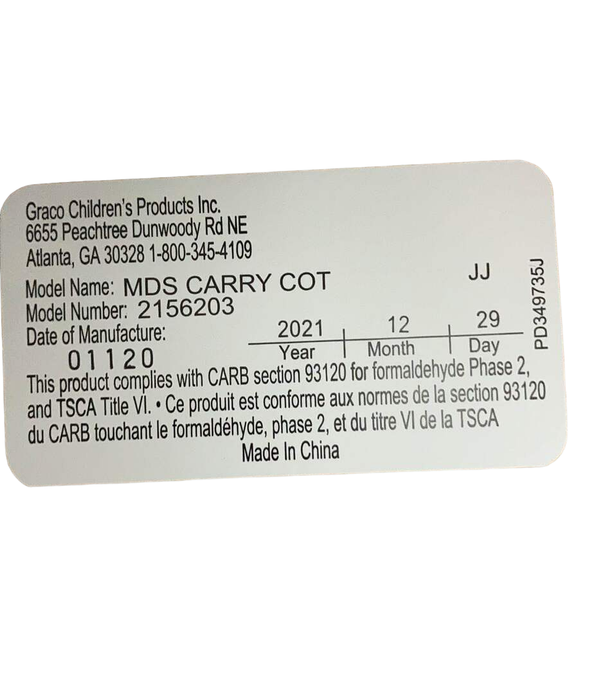 Graco Children's Products Inc.
6655 Peachtree Dunwoody Rd NE
Atlanta, GA 30328 1-800-345-4109
Model Name: MDS CARRY COT
JJ
Model Number: 2156203
Date of Manufacture:
2021 12 29
01120
Year Month Day
PD349735J
This product complies with CARB section 93120 for formaldehyde Phase 2,
and TSCA Title VI. • Ce produit est conforme aux normes de la section 93120
du CARB touchant le formaldéhyde, phase 2, et du titre VI de la TSCA
Made In China